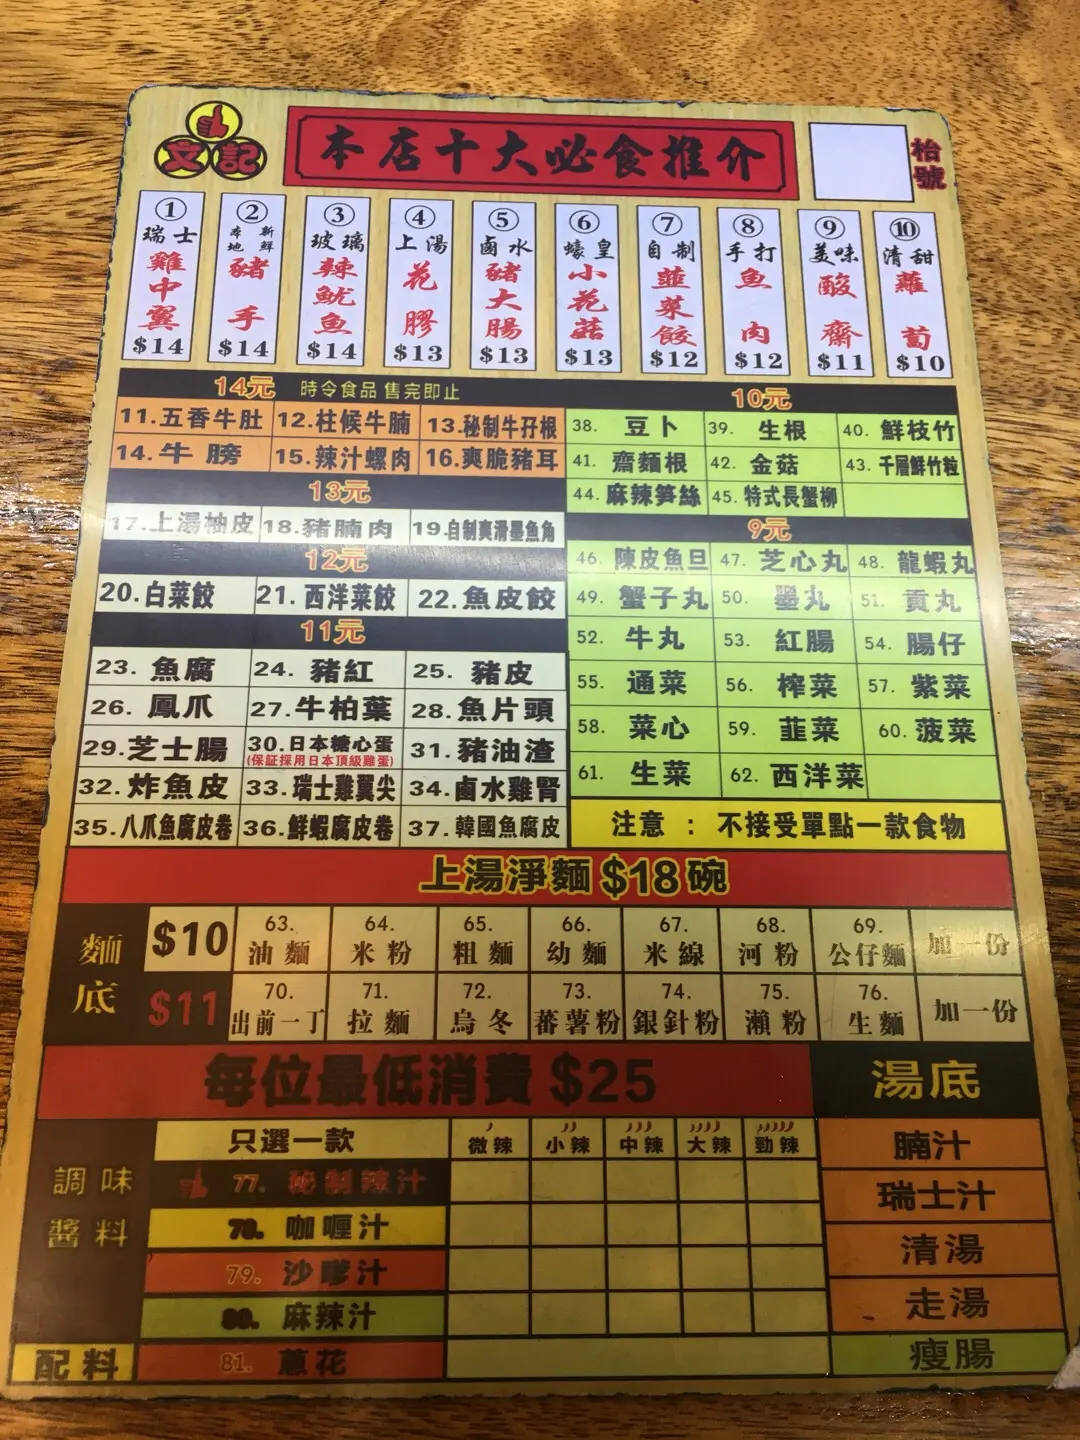 文記
本店十大必食推介
枱號
① 瑞士 雞中翼 $14
② 本地新鮮 豬手 $14
③ 玻璃 辣魷魚 $14
④ 上湯 花膠 $13
⑤ 鹵水 豬大腸 $13
⑥ 蠔皇 小花菇 $13
⑦ 自制 韮菜餃 $12
⑧ 手打 魚肉 $12
⑨ 美味 酸齋 $11
⑩ 清甜 蘿蔔 $10
14元 時令食品 售完即止
11.五香牛肚 12.柱候牛腩 13.秘制牛孖根
14.牛膀 15.辣汁螺肉 16.爽脆豬耳
13元
17.上湯柚皮 18.豬腩肉 19.自制爽滑墨魚角
12元
20.白菜餃 21.西洋菜餃 22.魚皮餃
11元
23.魚腐 24.豬紅 25.豬皮
26.鳳爪 27.牛柏葉 28.魚片頭
29.芝士腸 30.日本糖心蛋 31.豬油渣
(保証採用日本頂級雞蛋)
32.炸魚皮 33.瑞士雞翼尖 34.鹵水雞腎
35.八爪魚腐皮卷 36.鮮蝦腐皮卷 37.韓國魚腐皮
10元
38. 豆卜 39. 生根 40. 鮮枝竹
41. 齋麵根 42. 金菇 43. 千層鮮竹粒
44. 麻辣笋絲 45. 特式長蟹柳
9元
46. 陳皮魚旦 47. 芝心丸 48. 龍蝦丸
49. 蟹子丸 50. 墨丸 51. 貢丸
52. 牛丸 53. 紅腸 54. 腸仔
55. 通菜 56. 榨菜 57. 紫菜
58. 菜心 59. 韮菜 60. 菠菜
61. 生菜 62. 西洋菜
注意 : 不接受單點一款食物
上湯淨麵 $18 碗
麵底
$10 63. 油麵 64. 米粉 65. 粗麵 66. 幼麵 67. 米線 68. 河粉 69. 公仔麵 加一份
$11 70. 出前一丁 71. 拉麵 72. 烏冬 73. 蕃薯粉 74. 銀針粉 75. 瀨粉 76. 生麵 加一份
每位最低消費 $25
湯底
調味醬料
只選一款 微辣 小辣 中辣 大辣 勁辣
77. 秘制辣汁
78. 咖喱汁
79. 沙嗲汁
80. 麻辣汁
配料 81. 蔥花
腩汁
瑞士汁
清湯
走湯
瘦腸